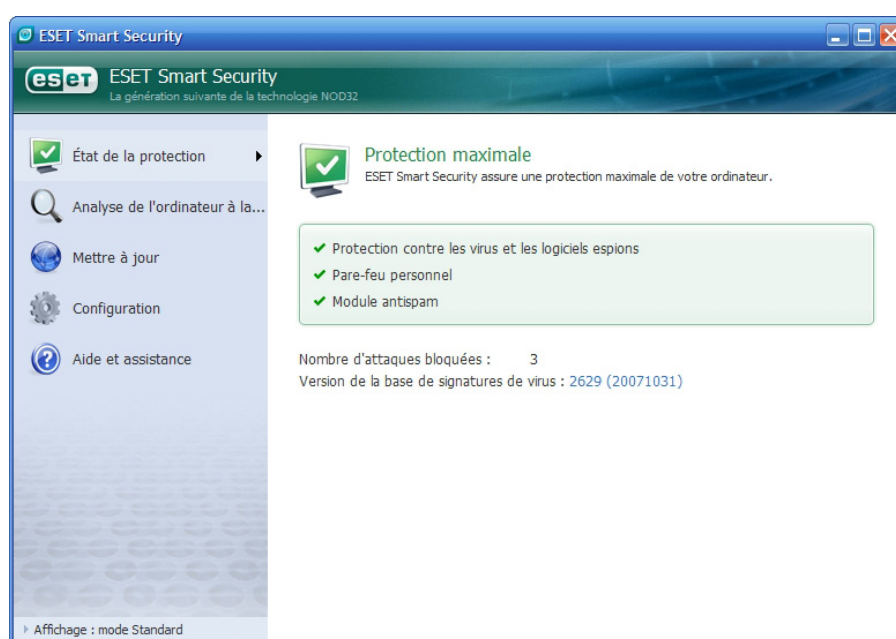 ESET Smart Security
eset ESET Smart Security
La génération suivante de la technologie NOD32
État de la protection
Analyse de l'ordinateur à la...
Mettre à jour
Configuration
Aide et assistance
Affichage : mode Standard
Protection maximale
ESET Smart Security assure une protection maximale de votre ordinateur.
Protection contre les virus et les logiciels espions
Pare-feu personnel
Module antispam
Nombre d'attaques bloquées : 3
Version de la base de signatures de virus : 2629 (20071031)